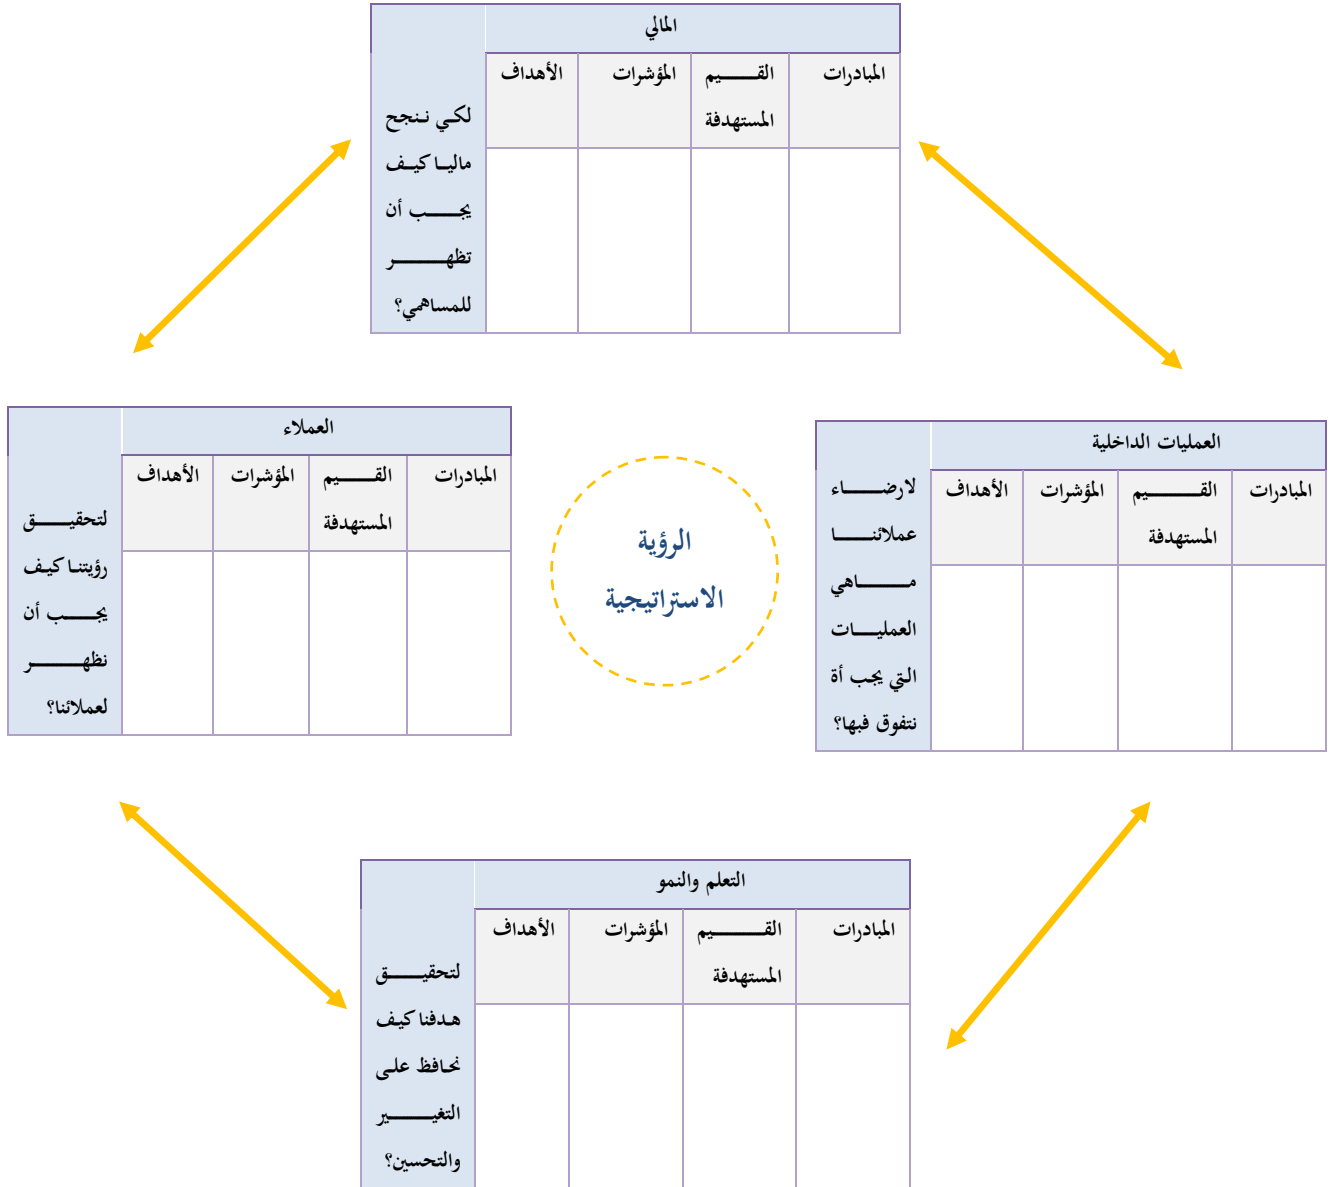 المالي
لكي ننجح
ماليا كيف
يجب أن
تظهر
للمساهمي؟
الأهداف
المؤشرات
القيم
المستهدفة
المبادرات
العملاء
لتحقيق
رؤيتنا كيف
يجب أن
نظهر
لعملائنا؟
الأهداف
المؤشرات
القيم
المستهدفة
المبادرات
الرؤية
الاستراتيجية
العمليات الداخلية
لارضاء
عملائنا
ماهي
العمليات
التي يجب أة
نتفوق فبها؟
الأهداف
المؤشرات
القيم
المستهدفة
المبادرات
التعلم والنمو
لتحقيق
هدفنا كيف
نحافظ على
التغيير
والتحسين؟
الأهداف
المؤشرات
القيم
المستهدفة
المبادرات